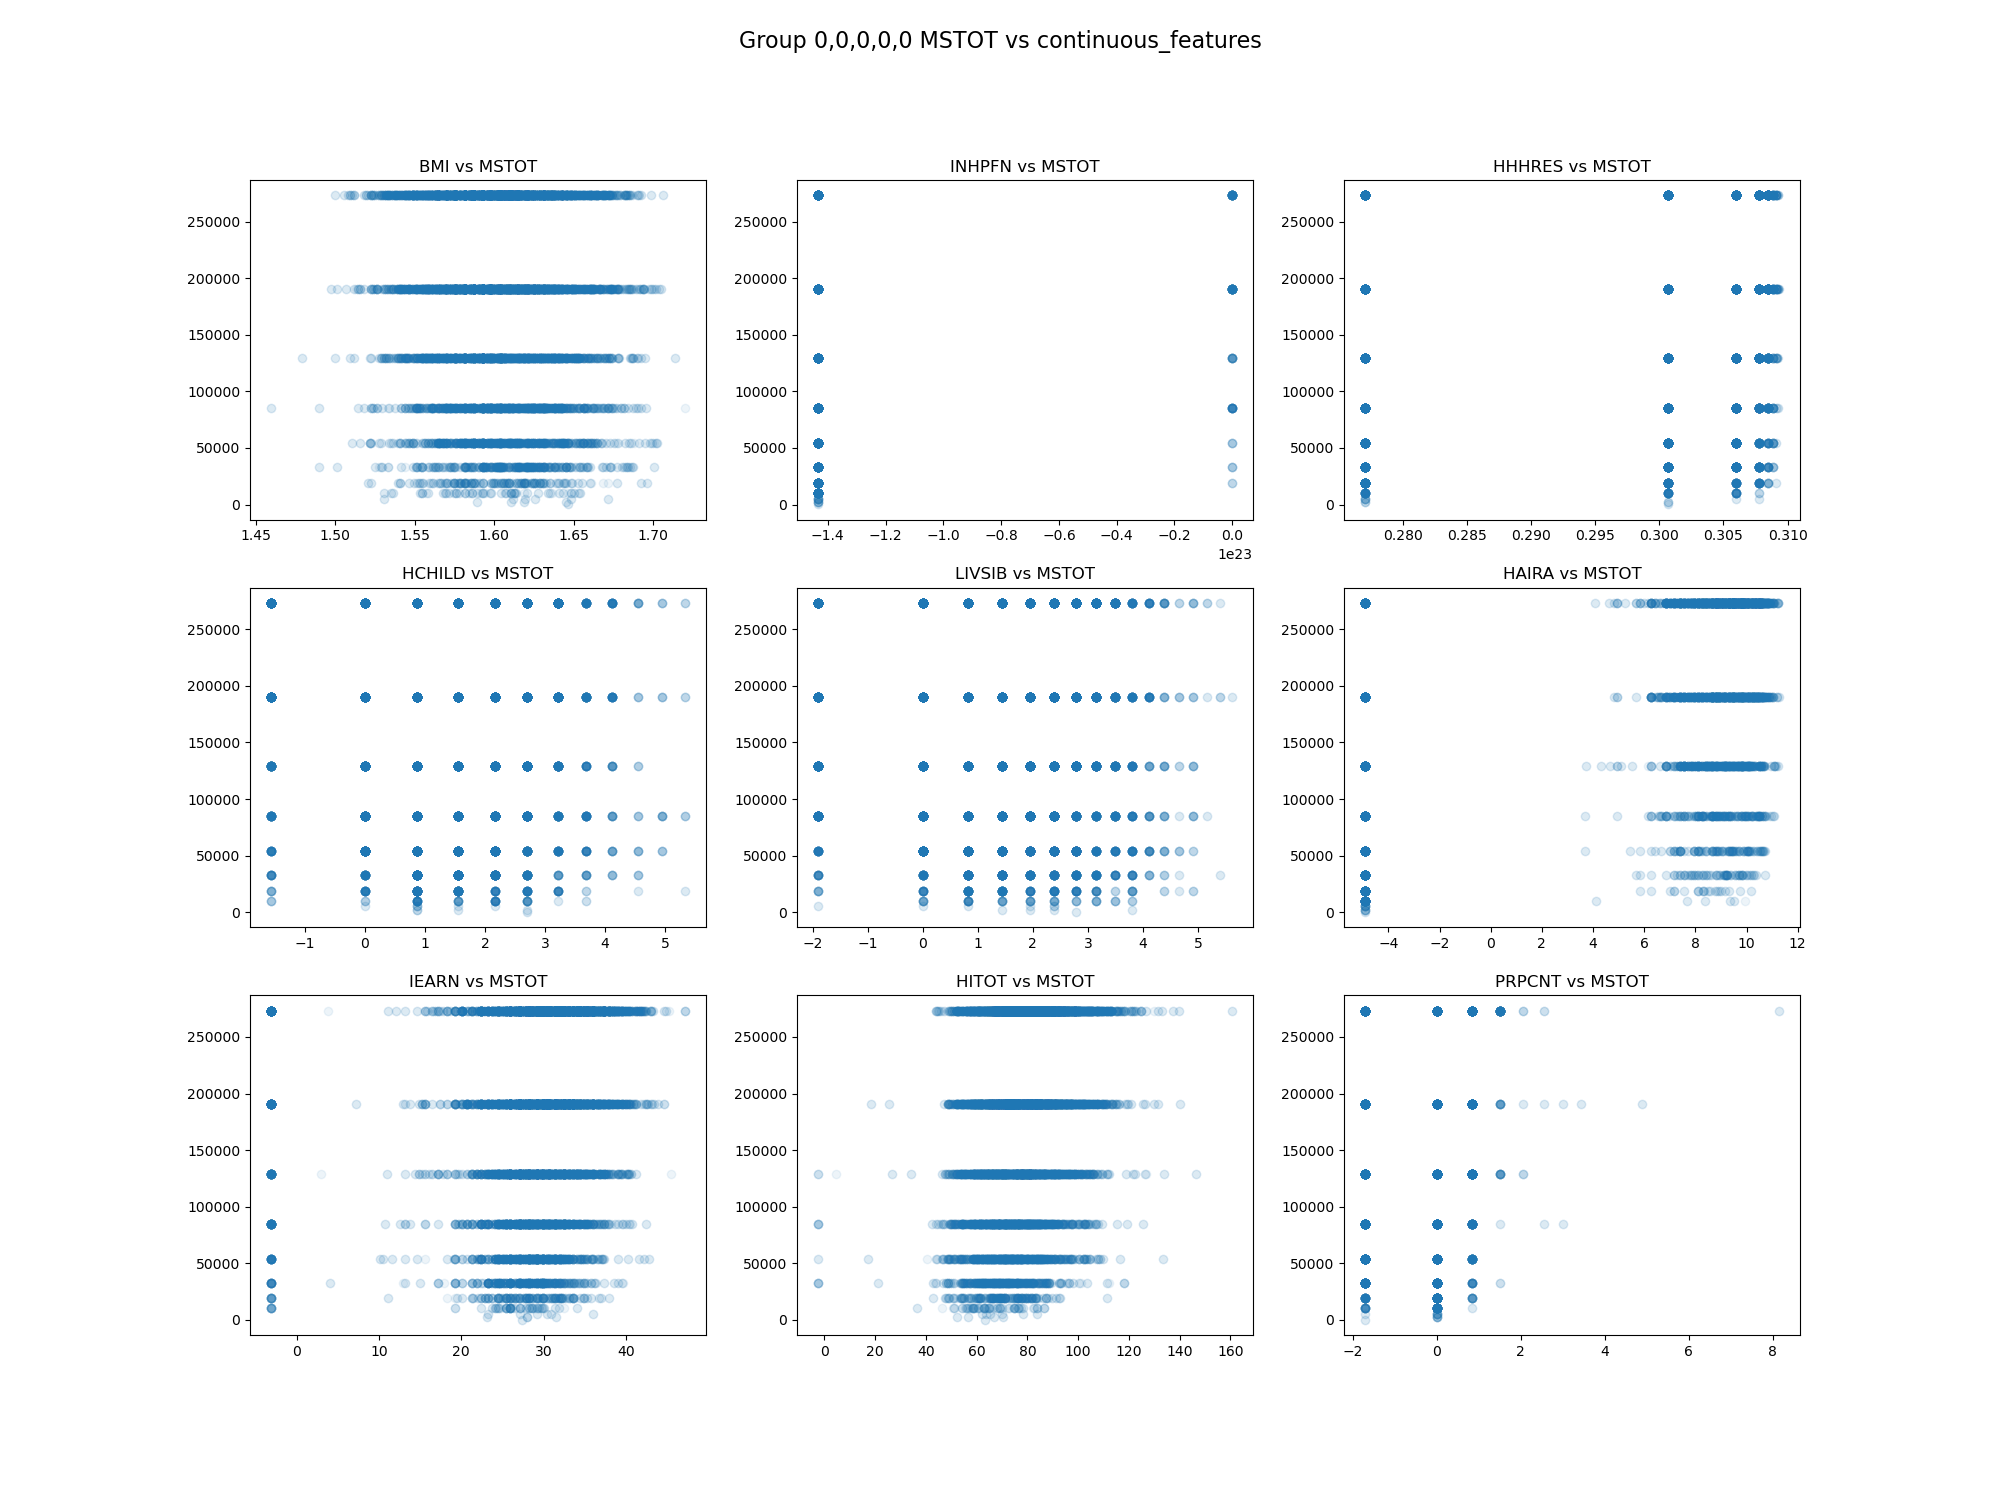 Group 0,0,0,0,0 MSTOT vs continuous_features
BMI vs MSTOT
INHPFN vs MSTOT
HHHRES vs MSTOT
250000
200000
150000
100000
50000
0
1.45 1.50 1.55 1.60 1.65 1.70
250000
200000
150000
100000
50000
0
−1.4 −1.2 −1.0 −0.8 −0.6 −0.4 −0.2 0.0
1e23
250000
200000
150000
100000
50000
0
0.280 0.285 0.290 0.295 0.300 0.305 0.310
HCHILD vs MSTOT
LIVSIB vs MSTOT
HAIRA vs MSTOT
250000
200000
150000
100000
50000
0
−1 0 1 2 3 4 5
250000
200000
150000
100000
50000
0
−2 −1 0 1 2 3 4 5
250000
200000
150000
100000
50000
0
−4 −2 0 2 4 6 8 10 12
IEARN vs MSTOT
HITOT vs MSTOT
PRPCNT vs MSTOT
250000
200000
150000
100000
50000
0
0 10 20 30 40
250000
200000
150000
100000
50000
0
0 20 40 60 80 100 120 140 160
250000
200000
150000
100000
50000
0
−2 0 2 4 6 8